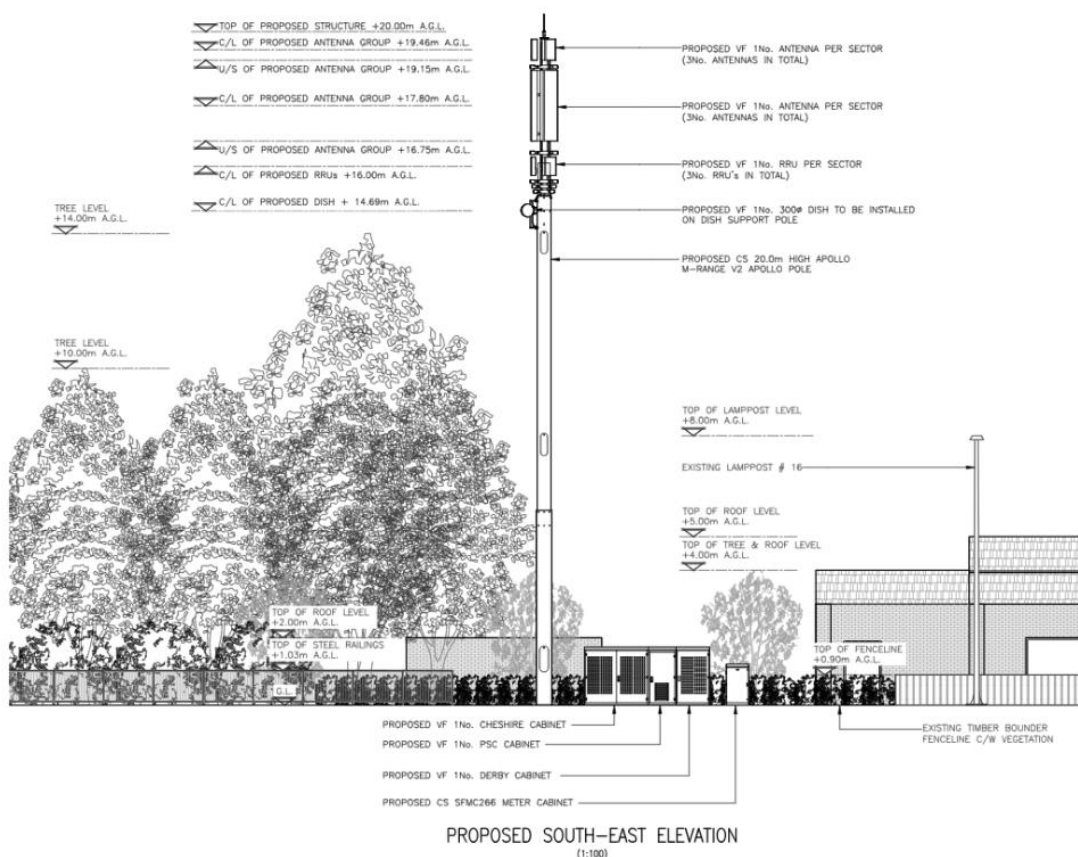 TOP OF PROPOSED STRUCTURE +20.00m A.G.L.
C/L OF PROPOSED ANTENNA GROUP +19.46m A.G.L.
U/S OF PROPOSED ANTENNA GROUP +19.15m A.G.L.
C/L OF PROPOSED ANTENNA GROUP +17.80m A.G.L.
U/S OF PROPOSED ANTENNA GROUP +16.75m A.G.L.
C/L OF PROPOSED RRUs +16.00m A.G.L.
C/L OF PROPOSED DISH + 14.69m A.G.L.
TREE LEVEL
+14.00m A.G.L.
TREE LEVEL
+10.00m A.G.L.
PROPOSED VF 1No. ANTENNA PER SECTOR
(3No. ANTENNAS IN TOTAL)
PROPOSED VF 1No. ANTENNA PER SECTOR
(3No. ANTENNAS IN TOTAL)
PROPOSED VF 1No. RRU PER SECTOR
(3No. RRU's IN TOTAL)
PROPOSED VF 1No. 300ø DISH TO BE INSTALLED
ON DISH SUPPORT POLE
PROPOSED CS 20.0m HIGH APOLLO
M-RANGE V2 APOLLO POLE
TOP OF LAMPPOST LEVEL
+8.00m A.G.L.
EXISTING LAMPPOST # 16
TOP OF ROOF LEVEL
+5.00m A.G.L.
TOP OF TREE & ROOF LEVEL
+4.00m A.G.L.
TOP OF ROOF LEVEL
+2.00m A.G.L.
TOP OF STEEL RAILINGS
+1.03m A.G.L.
G.L.
TOP OF FENCELINE
+0.90m A.G.L.
PROPOSED VF 1No. CHESHIRE CABINET
PROPOSED VF 1No. PSC CABINET
PROPOSED VF 1No. DERBY CABINET
PROPOSED CS SFMC266 METER CABINET
EXISTING TIMBER BOUNDER
FENCELINE C/W VEGETATION
PROPOSED SOUTH-EAST ELEVATION
(1:100)